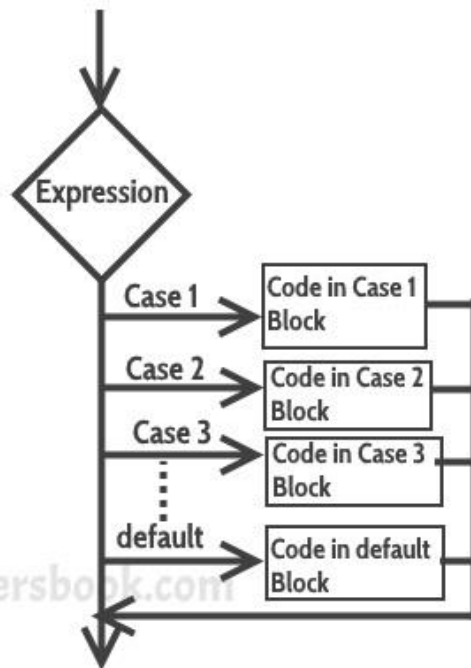 Expression
Case 1
Code in Case 1
Block
Case 2
Code in Case 2
Block
Case 3
Code in Case 3
Block
default
Code in default
Block
ersbook.com